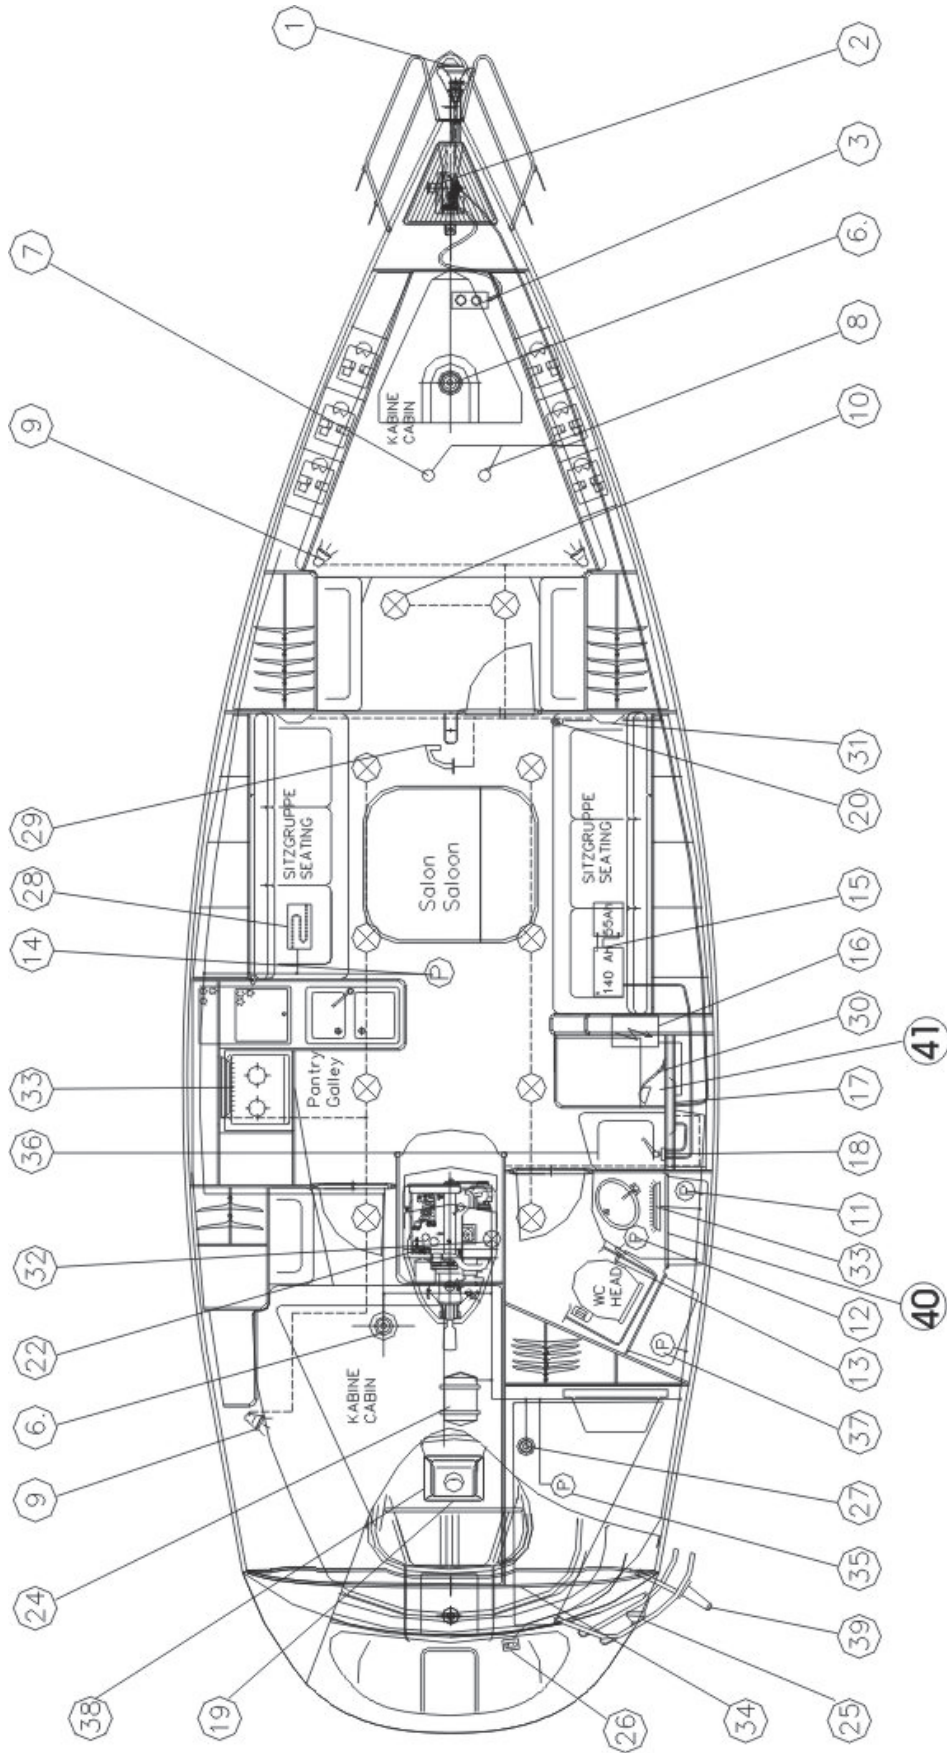 1
2
3
6.
7
8
9
10
KABINE
CABIN
29
28
14
33
36
32
22
6.
9
24
38
19
SITZGRUPPE
SEATING
Salon
Saloon
SITZGRUPPE
SEATING
140 AH
55Ah
P
Pantry
Galley
31
20
15
16
30
41
17
18
11
33
40
12
13
37
27
35
39
25
34
26
P
P
WC
HEAD
P
P
KABINE
CABIN